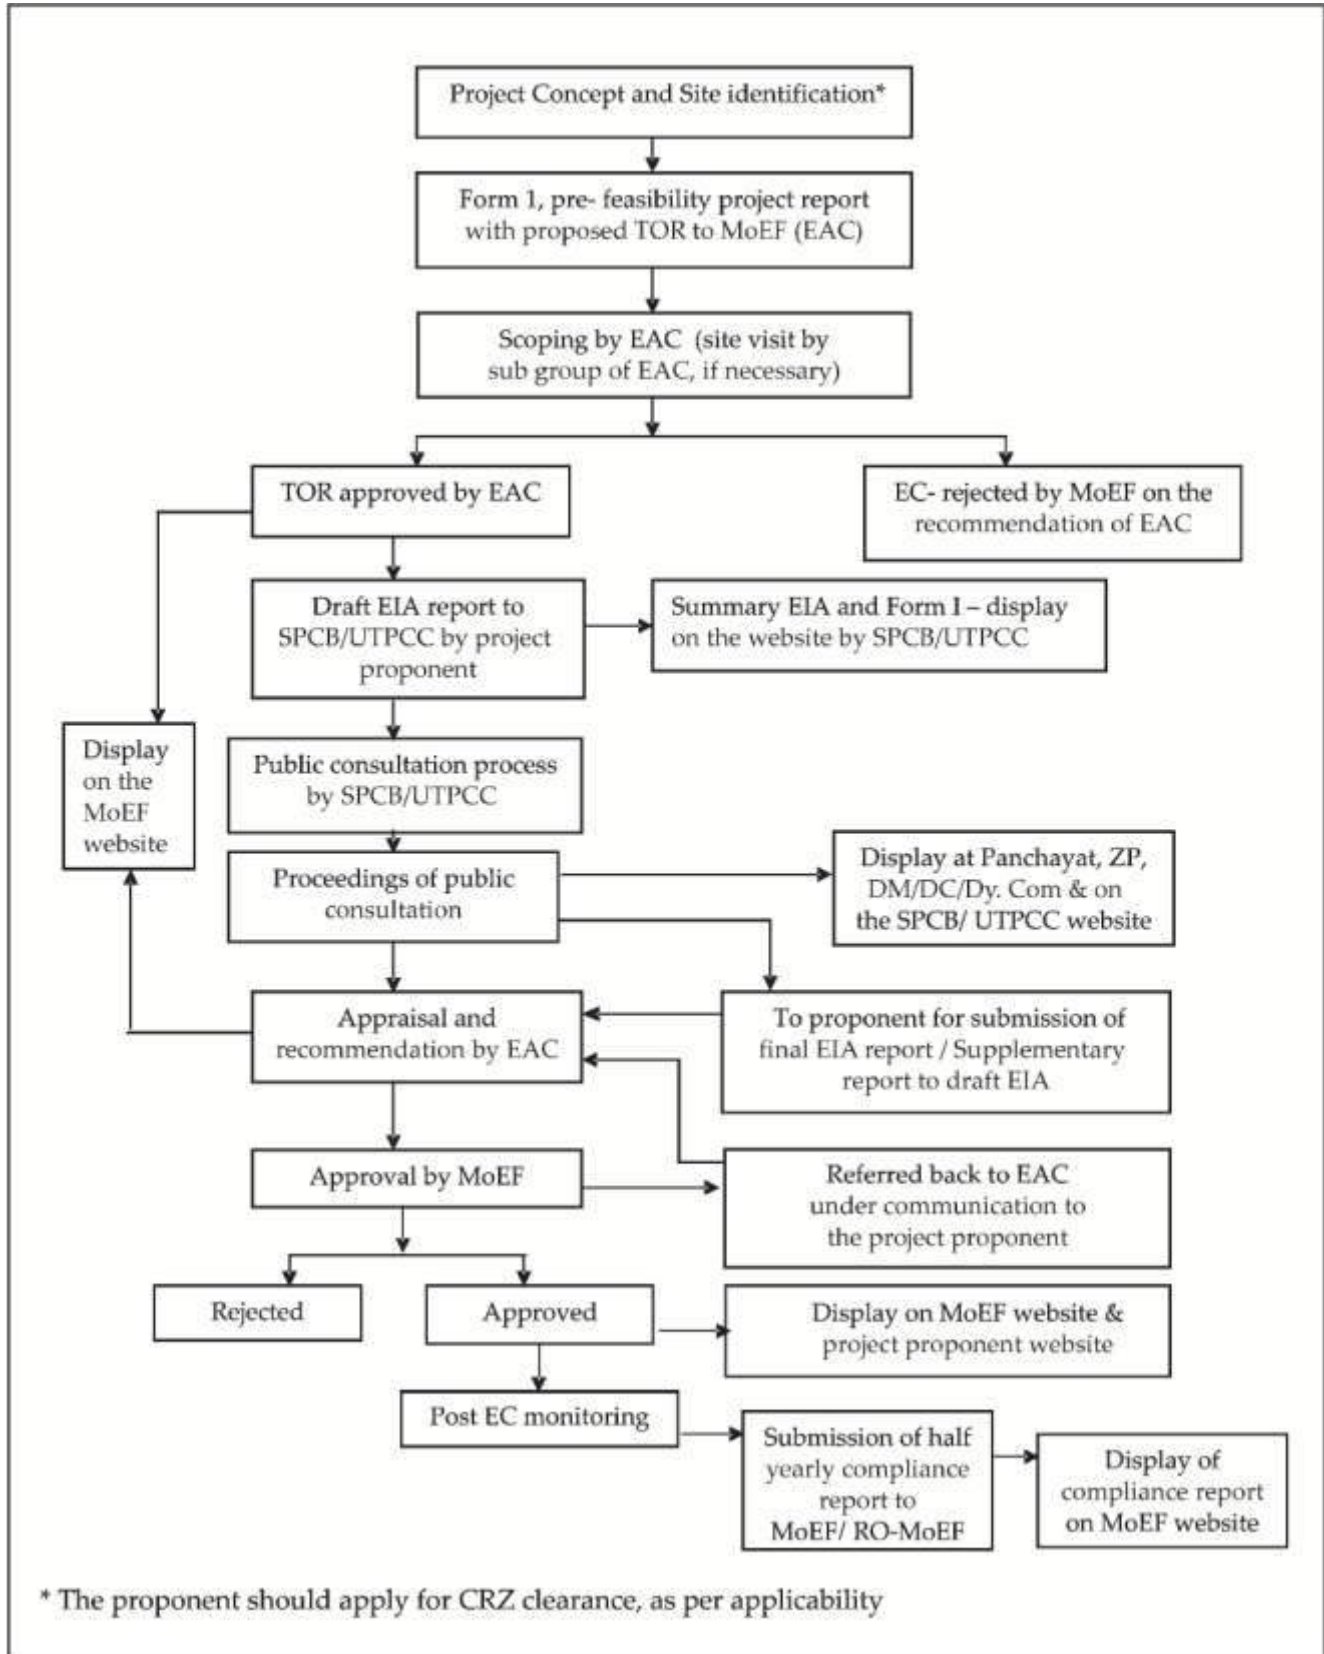 Project Concept and Site identification*
Form 1, pre- feasibility project report
with proposed TOR to MoEF (EAC)
Scoping by EAC (site visit by
sub group of EAC, if necessary)
TOR approved by EAC
EC- rejected by MoEF on the
recommendation of EAC
Draft EIA report to
SPCB/UTPCC by project
proponent
Summary EIA and Form I – display
on the website by SPCB/UTPCC
Display
on the
MoEF
website
Public consultation process
by SPCB/UTPCC
Proceedings of public
consultation
Display at Panchayat, ZP,
DM/DC/Dy. Com & on
the SPCB/ UTPCC website
Appraisal and
recommendation by EAC
To proponent for submission of
final EIA report / Supplementary
report to draft EIA
Approval by MoEF
Referred back to EAC
under communication to
the project proponent
Rejected
Approved
Display on MoEF website &
project proponent website
Post EC monitoring
Submission of half
yearly compliance
report to
MoEF/ RO-MoEF
Display of
compliance report
on MoEF website
* The proponent should apply for CRZ clearance, as per applicability